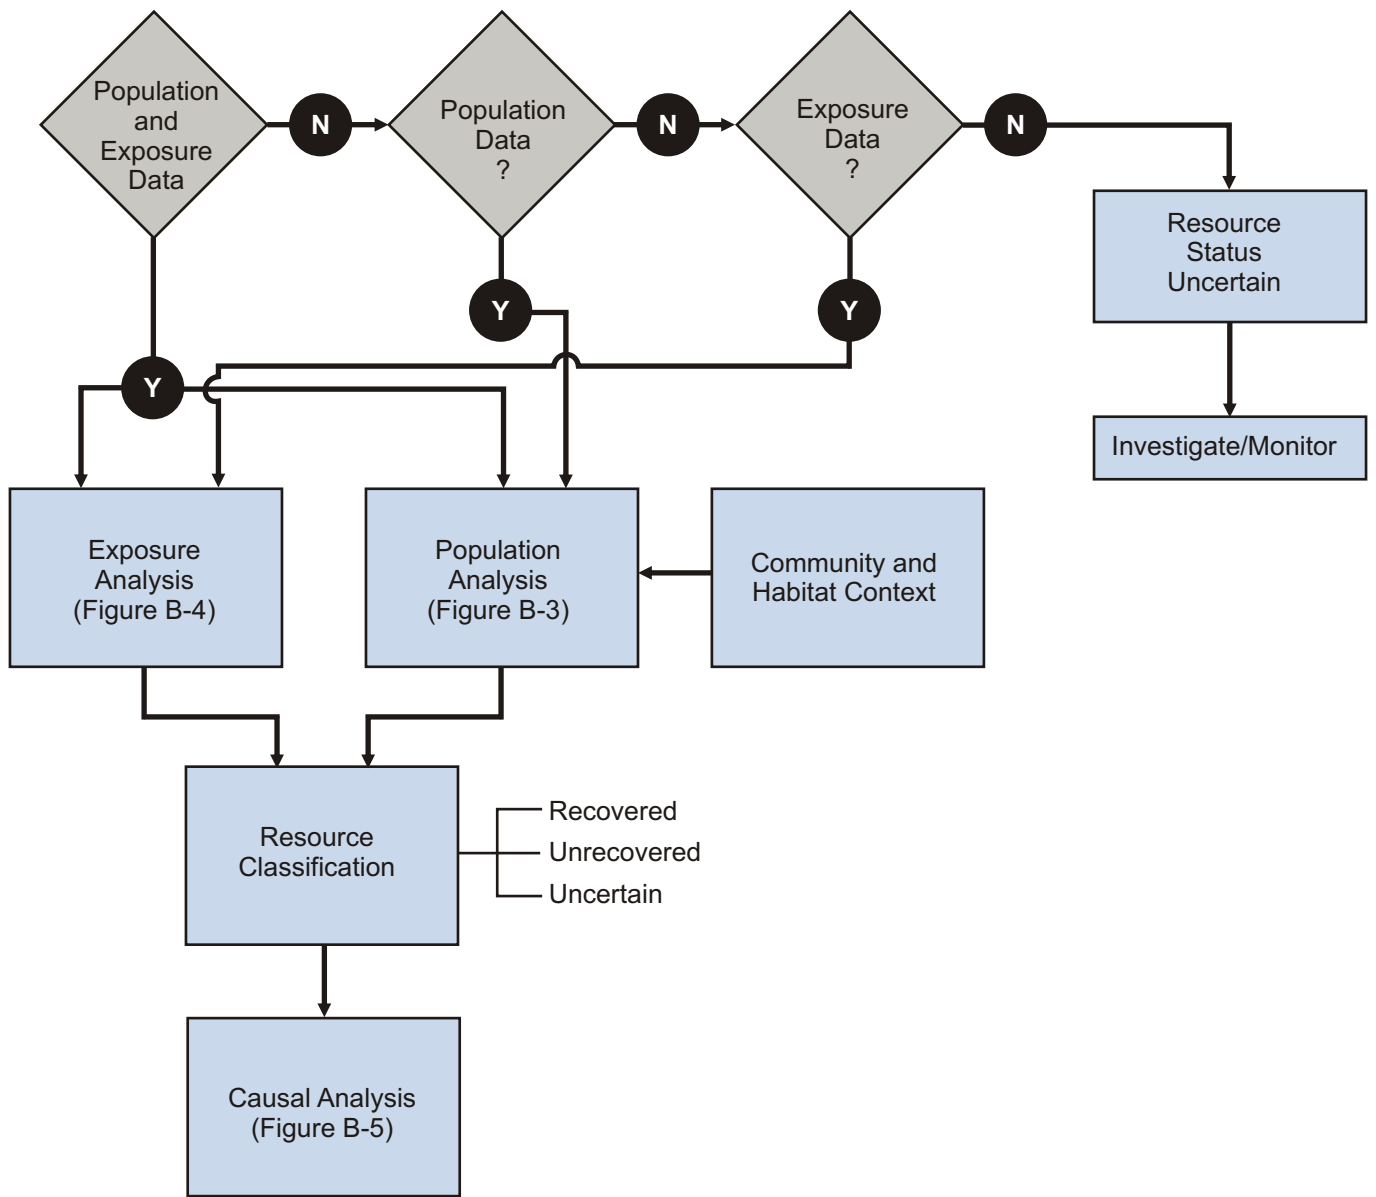 Population
and
Exposure
Data
N
Population
Data
?
N
Exposure
Data
?
N
Resource
Status
Uncertain
Y
Y
Y
Investigate/Monitor
Exposure
Analysis
(Figure B-4)
Population
Analysis
(Figure B-3)
Community and
Habitat Context
Resource
Classification
Recovered
Unrecovered
Uncertain
Causal Analysis
(Figure B-5)